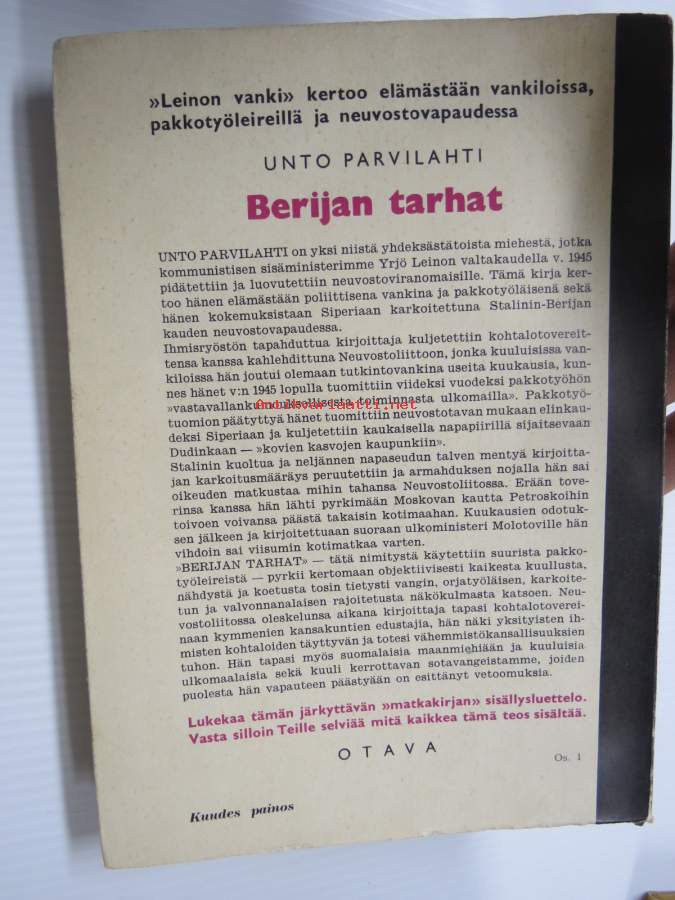 »Leinon vanki» kertoo elämästään vankiloissa,
pakkotyöleireillä ja neuvostovapaudessa
UNTO PARVILAHTI
Berijan tarhat
UNTO PARVILAHTI on yksi niistä yhdeksästätoista miehestä, jotka
kommunistisen sisäministerimme Yrjö Leinon valtakaudella v. 1945
pidätettiin ja luovutettiin neuvostoviranomaisille. Tämä kirja ker-
too hänen elämästään poliittisena vankina ja pakkotyöläisenä sekä
hänen kokemuksistaan Siperiaan karkoitettuna Stalinin-Berijan
kauden neuvostovapaudessa.
Ihmisryöstön tapahduttua kirjoittaja kuljetettiin kohtalotovereit-
tensa kanssa kahlehdittuna Neuvostoliittoon, jonka kuuluisissa van-
kiloissa hän joutui olemaan tutkintovankina useita kuukausia, kun-
nes hänet v:n 1945 lopulla tuomittiin viideksi vuodeksi pakkotyöhön
»vastavallankumouksellisesta toiminnasta ulkomailla». Pakkotyö-
antikvariaatti.net
tuomion päätyttyä hänet tuomittiin neuvostotavan mukaan elinkau-
deksi Siperiaan ja kuljetettiin kaukaisella napapiirillä sijaitsevaan
Dudinkaan — »kovien kasvojen kaupunkiin».
Stalinin kuoltua ja neljännen napaseudun talven mentyä kirjoitta-
jan karkoitusmääräys peruutettiin ja armahduksen nojalla hän sai
oikeuden matkustaa mihin tahansa Neuvostoliitossa. Erään tove-
rinsa kanssa hän lähti pyrkimään Moskovan kautta Petroskoihin
toivoen voivansa päästä takaisin kotimaahan. Kuukausien odotuk-
sen jälkeen ja kirjoitettuaan suoraan ulkoministeri Molotoville hän
vihdoin sai viisumin kotimatkaa varten.
»BERIJAN TARHAT» — tätä nimitystä käytettiin suurista pakko-
työleireistä — pyrkii kertomaan objektiivisesti kaikesta kuullusta,
nähdystä ja koetusta tosin tietysti vangin, orjatyöläisen, karkoite-
tun ja valvonnanalaisen rajoitetusta näkökulmasta katsoen. Neu-
vostoliitossa oleskelunsa aikana kirjoittaja tapasi kohtalotoverei-
naan kymmenien kansakuntien edustajia, hän näki yksityisten ih-
misten kohtaloiden täyttyvän ja totesi vähemmistökansallisuuksien
tuhon. Hän tapasi myös suomalaisia maanmiehiään ja kuuluisia
ulkomaalaisia sekä kuuli kerrottavan sotavangeistamme, joiden
puolesta hän vapauteen päästyään on esittänyt vetoomuksia.
Lukekaa tämän järkyttävän »matkakirjan» sisällysluettelo.
Vasta silloin Teille selviää mitä kaikkea tämä teos sisältää.
OTAVA
Os. 1
Kuudes painos